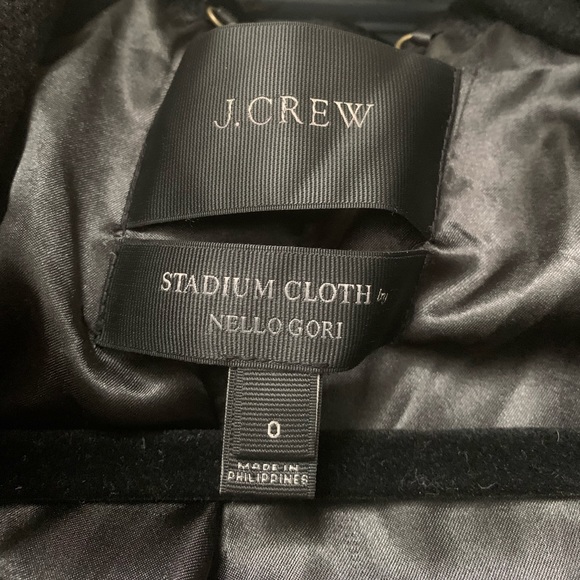 J.CREW
STADIUM CLOTH by
NELLO GORI
0
MADE IN
PHILIPPINES